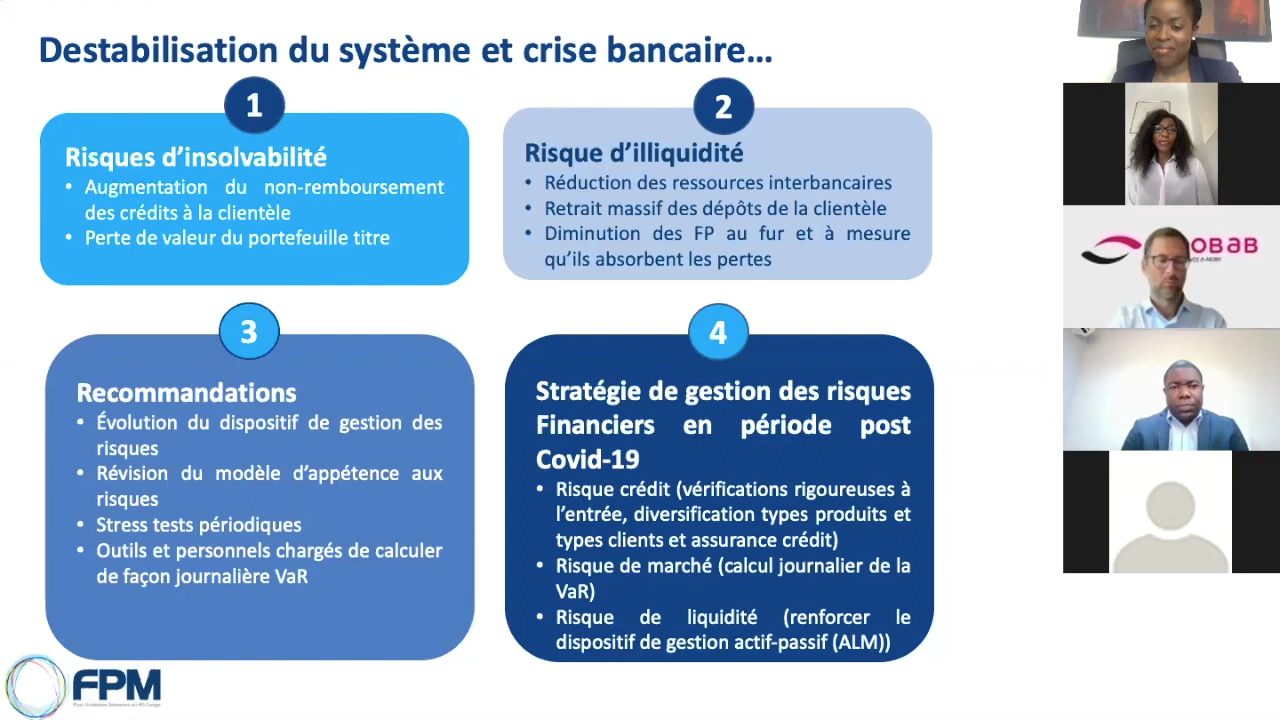 Destabilisation du système et crise bancaire...
1
Risques d'insolvabilité
• Augmentation du non-remboursement
des crédits à la clientèle
• Perte de valeur du portefeuille titre
2
Risque d'illiquidité
• Réduction des ressources interbancaires
• Retrait massif des dépôts de la clientèle
• Diminution des FP au fur et à mesure
qu'ils absorbent les pertes
3
Recommandations
• Évolution du dispositif de gestion des
risques
• Révision du modèle d'appétence aux
risques
• Stress tests périodiques
• Outils et personnels chargés de calculer
de façon journalière VaR
4
Stratégie de gestion des risques
Financiers en période post
Covid-19
• Risque crédit (vérifications rigoureuses à
l'entrée, diversification types produits et
types clients et assurance crédit)
• Risque de marché (calcul journalier de la
VaR)
• Risque de liquidité (renforcer le
dispositif de gestion actif-passif (ALM))
FPM
OBAB